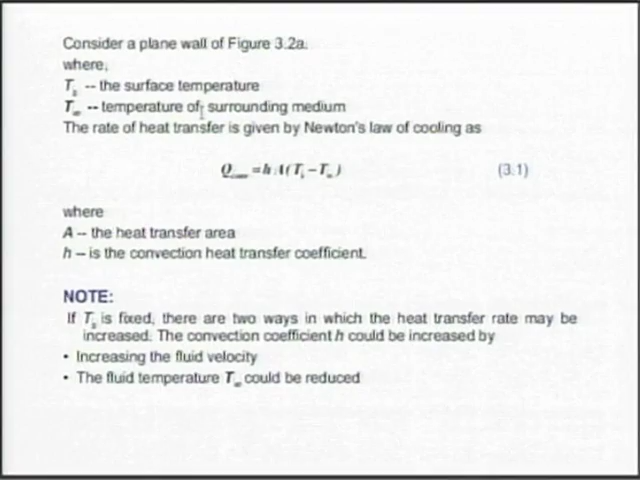 Consider a plane wall of Figure 3.2a.
where,
Ts -- the surface temperature
T∞ -- temperature of surrounding medium
The rate of heat transfer is given by Newton's law of cooling as
Qconv = h A (Ts – T∞) (3.1)
where
A – the heat transfer area
h – is the convection heat transfer coefficient.
NOTE:
If Ts is fixed, there are two ways in which the heat transfer rate may be
increased. The convection coefficient h could be increased by
• Increasing the fluid velocity
• The fluid temperature T∞ could be reduced